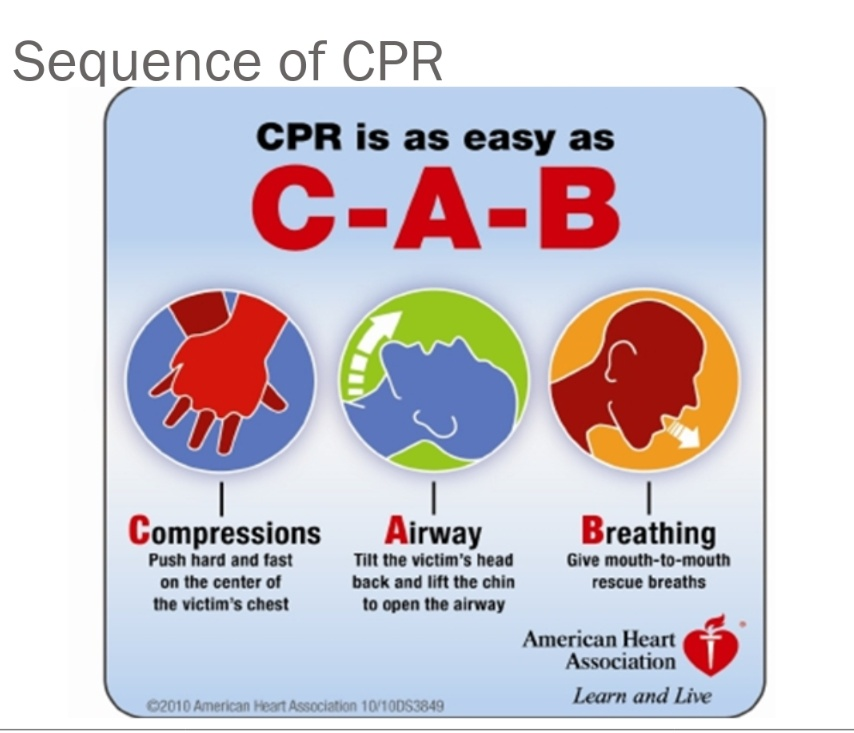 Sequence of CPR
CPR is as easy as
C-A-B
Compressions
Push hard and fast
on the center of
the victim's chest
Airway
Tilt the victim's head
back and lift the chin
to open the airway
Breathing
Give mouth-to-mouth
rescue breaths
American Heart
Association
®
Learn and Live
©2010 American Heart Association 10/10DS3849